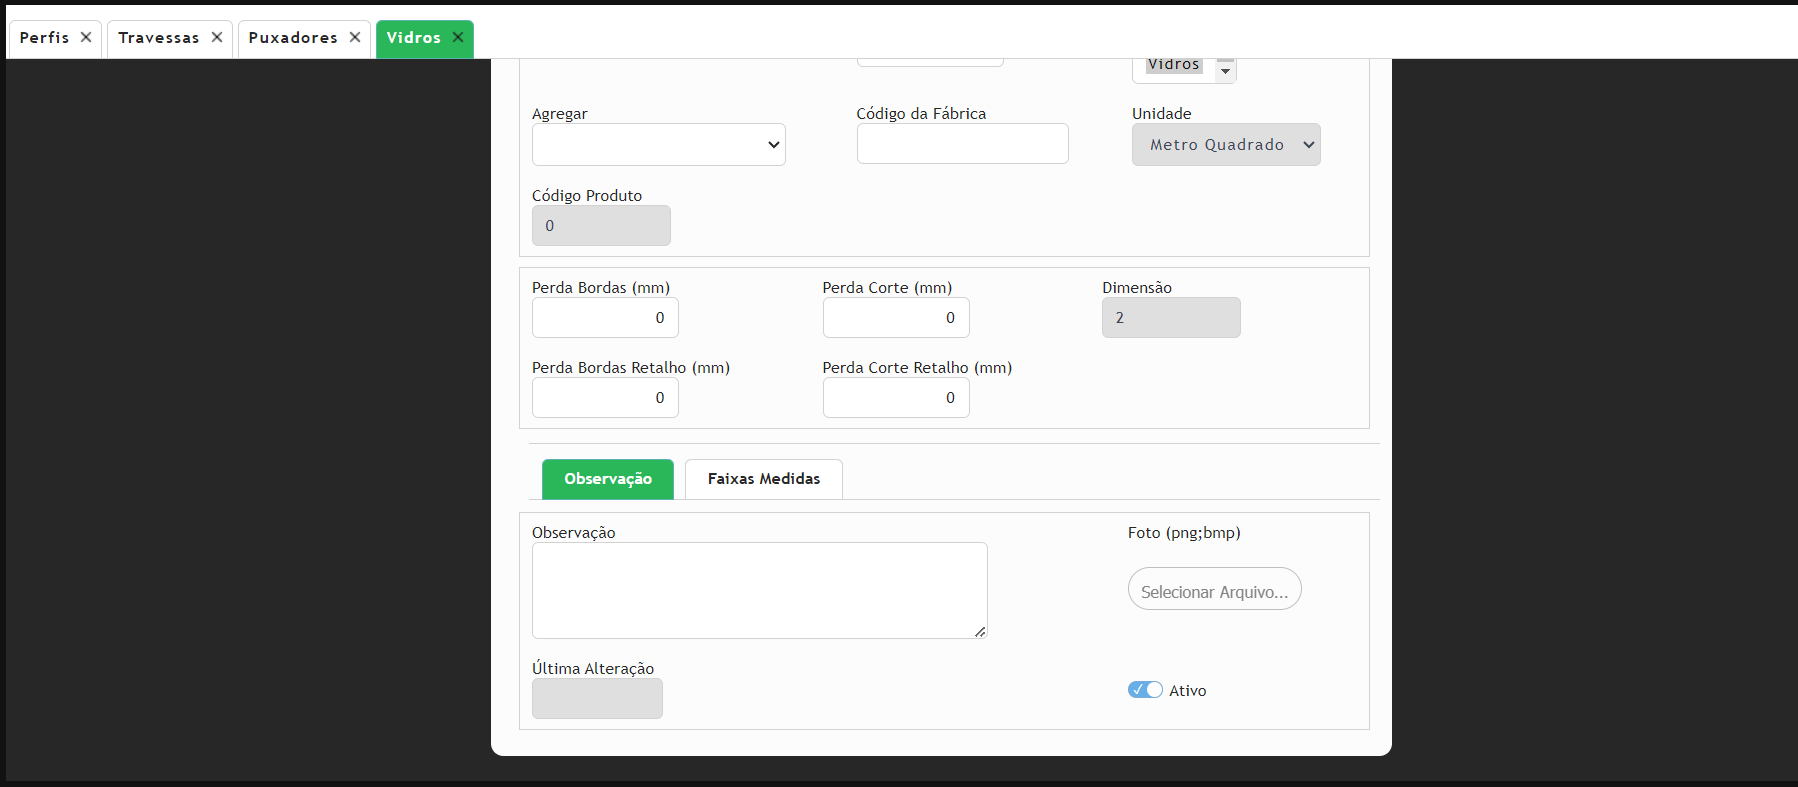 Perfis
Travessas
Puxadores
Vidros
Vidros
Agregar
Código da Fábrica
Unidade
Metro Quadrado
Código Produto
0
Perda Bordas (mm)
Perda Corte (mm)
Dimensão
0
0
2
Perda Bordas Retalho (mm)
Perda Corte Retalho (mm)
0
0
Observação
Faixas Medidas
Observação
Foto (png;bmp)
Selecionar Arquivo...
Última Alteração
Ativo